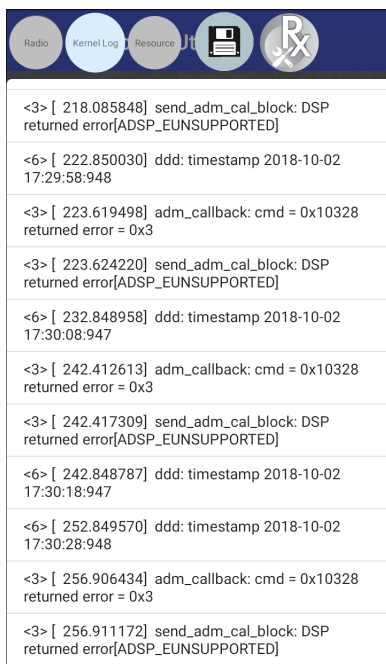 Radio
Kernel Log
Resource
Ut
Rx
<3> [ 218.085848] send_adm_cal_block: DSP
returned error[ADSP_EUNSUPPORTED]
<6> [ 222.850030] ddd: timestamp 2018-10-02
17:29:58:948
<3> [ 223.619498] adm_callback: cmd = 0x10328
returned error = 0x3
<3> [ 223.624220] send_adm_cal_block: DSP
returned error[ADSP_EUNSUPPORTED]
<6> [ 232.848958] ddd: timestamp 2018-10-02
17:30:08:947
<3> [ 242.412613] adm_callback: cmd = 0x10328
returned error = 0x3
<3> [ 242.417309] send_adm_cal_block: DSP
returned error[ADSP_EUNSUPPORTED]
<6> [ 242.848787] ddd: timestamp 2018-10-02
17:30:18:947
<6> [ 252.849570] ddd: timestamp 2018-10-02
17:30:28:948
<3> [ 256.906434] adm_callback: cmd = 0x10328
returned error = 0x3
<3> [ 256.911172] send_adm_cal_block: DSP
returned error[ADSP_EUNSUPPORTED]